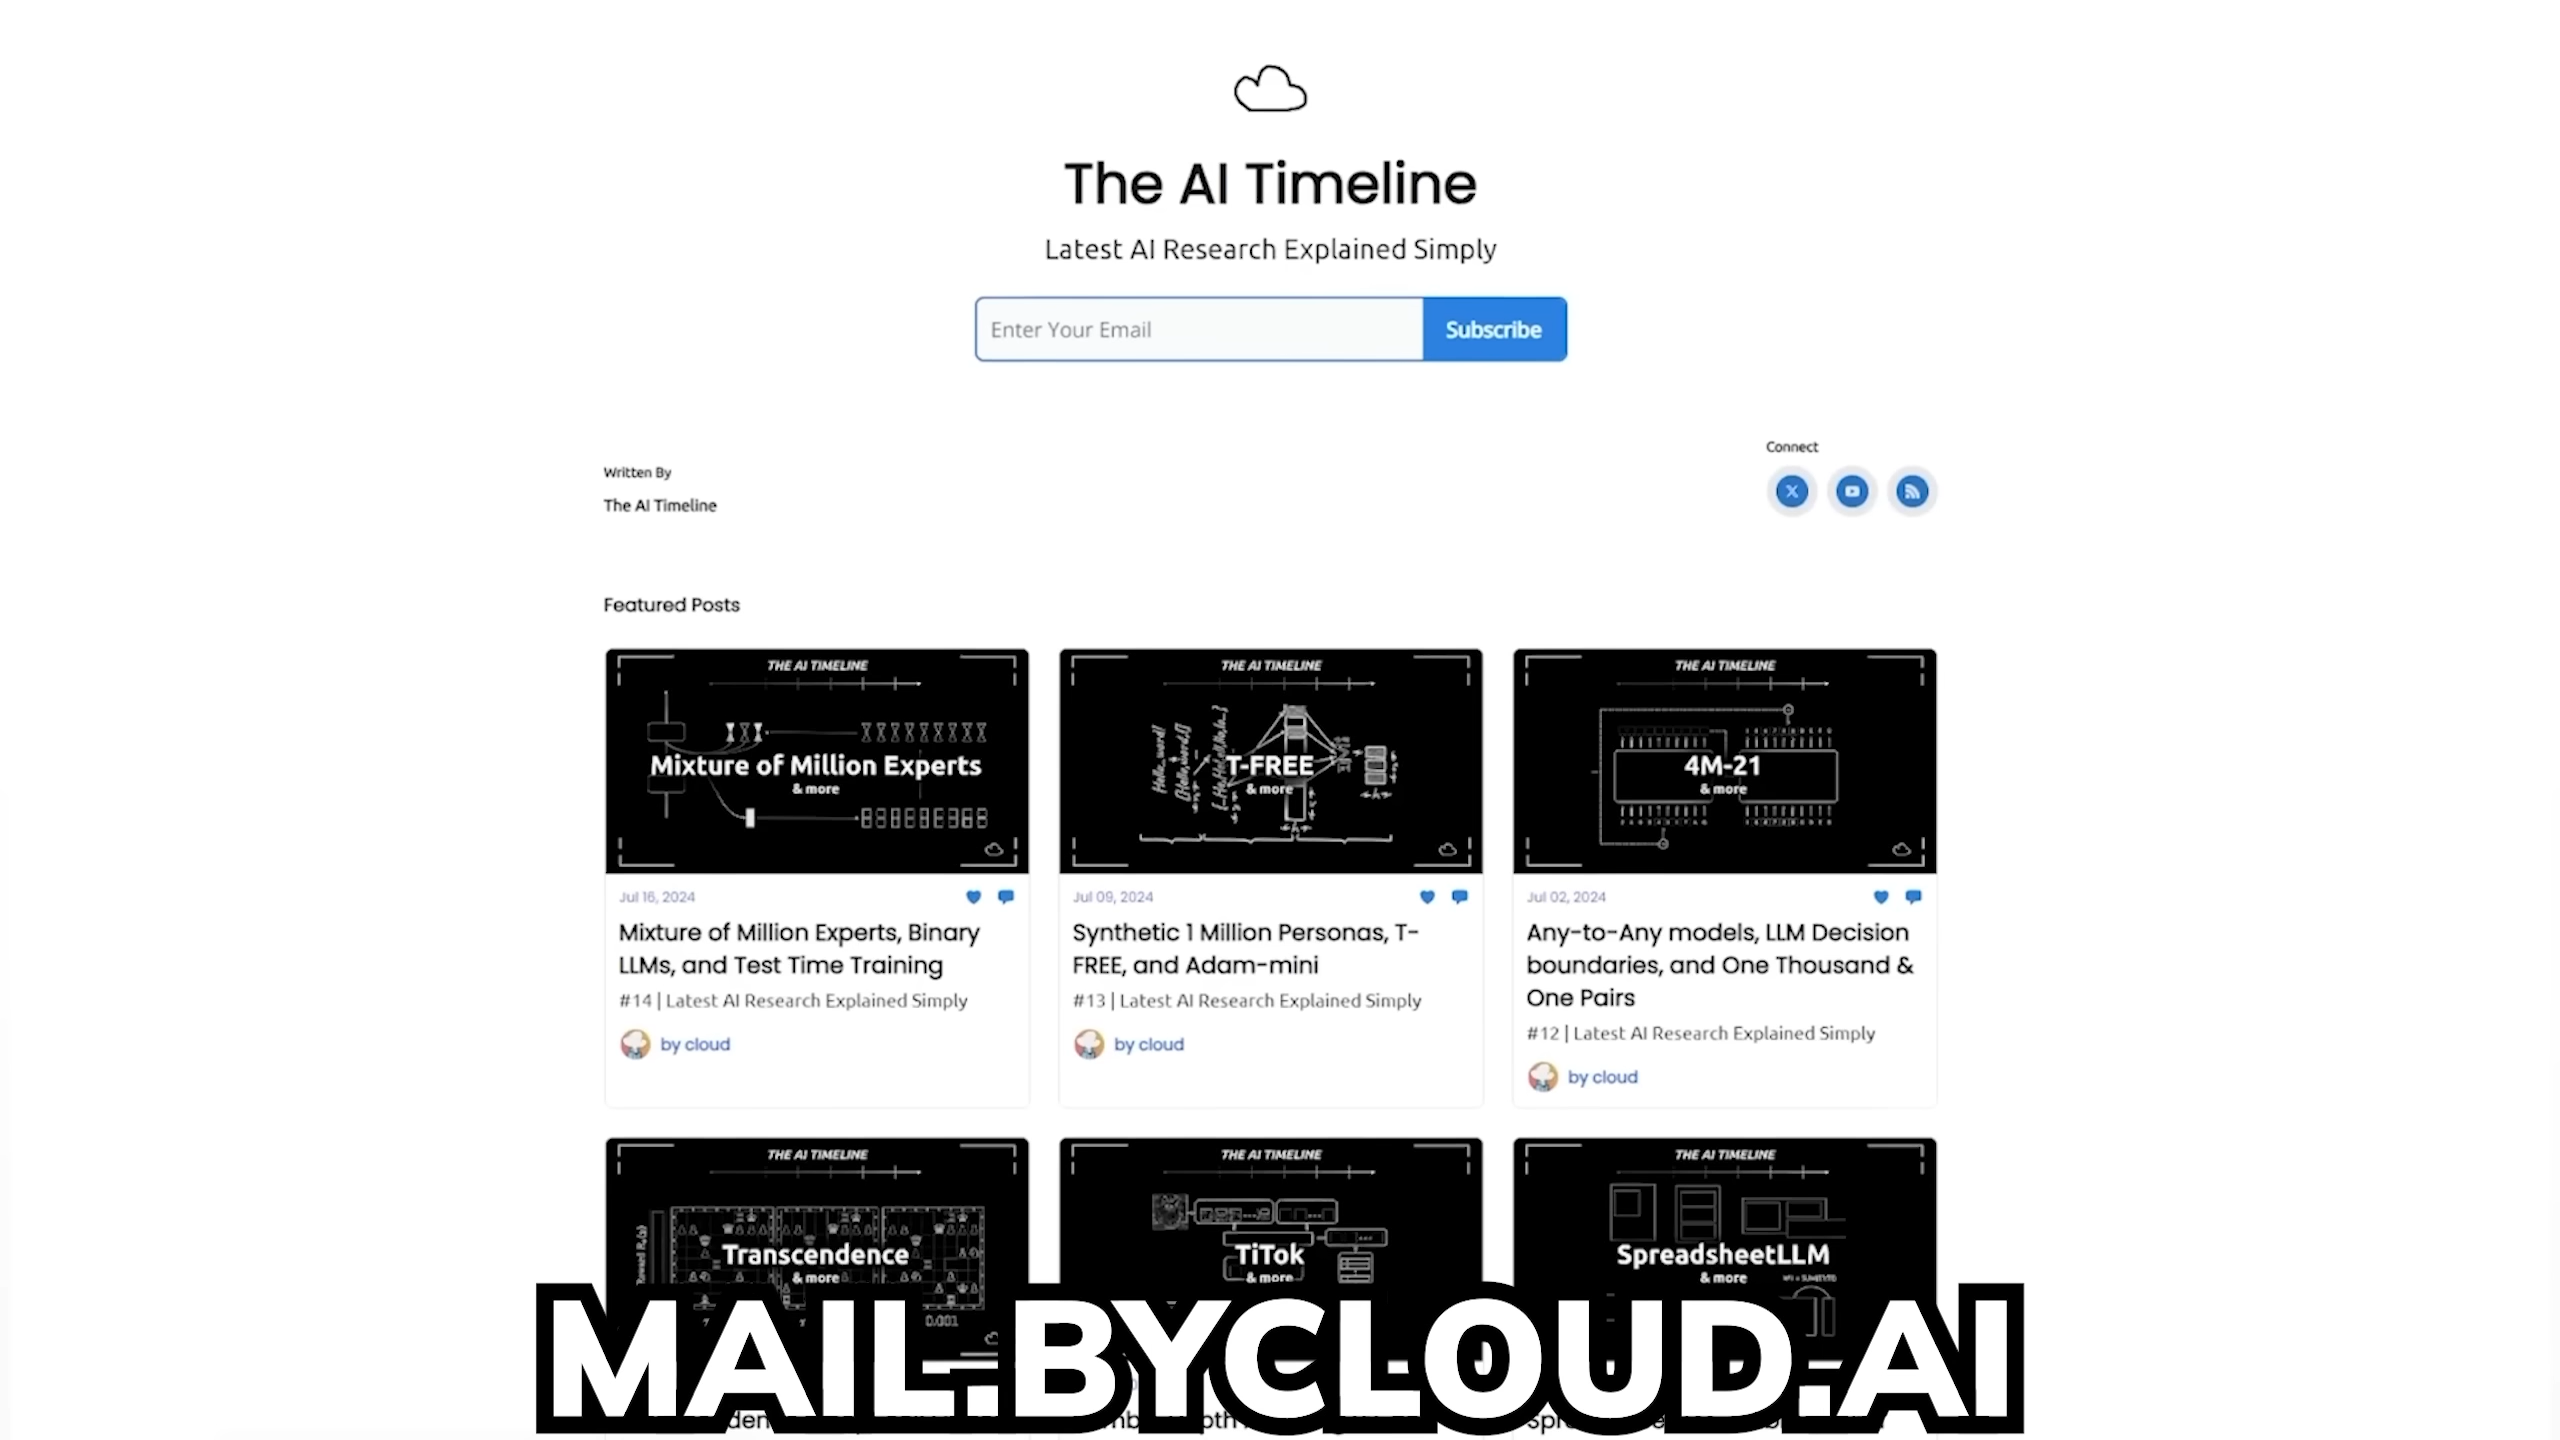 The AI Timeline
Latest AI Research Explained Simply
Enter Your Email
Subscribe
Connect
Written By
The AI Timeline
Featured Posts
THE AI TIMELINE
Mixture of Million Experts
& more
Jul 16, 2024
Mixture of Million Experts, Binary
LLMs, and Test Time Training
#14 | Latest AI Research Explained Simply
by cloud
THE AI TIMELINE
T-FREE
& more
Jul 09, 2024
Synthetic 1 Million Personas, T-
FREE, and Adam-mini
#13 | Latest AI Research Explained Simply
by cloud
THE AI TIMELINE
4M-21
& more
Jul 02, 2024
Any-to-Any models, LLM Decision
boundaries, and One Thousand &
One Pairs
#12 | Latest AI Research Explained Simply
by cloud
THE AI TIMELINE
Transcendence
& more
0.001
THE AI TIMELINE
TiTok
& more
THE AI TIMELINE
SpreadsheetLLM
& more
MAIL.BYCLOUD.AI